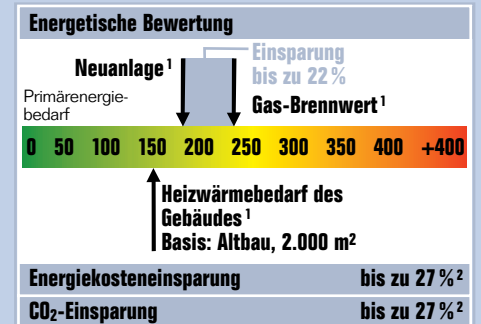 Energetische Bewertung
Einsparung
bis zu 22 %
Neuanlage ¹
Gas-Brennwert ¹
Primärenergie-
bedarf
0 50 100 150 200 250 300 350 400 +400
Heizwärmebedarf des
Gebäudes ¹
Basis: Altbau, 2.000 m²
Energiekosteneinsparung bis zu 27 % ²
CO₂-Einsparung bis zu 27 % ²